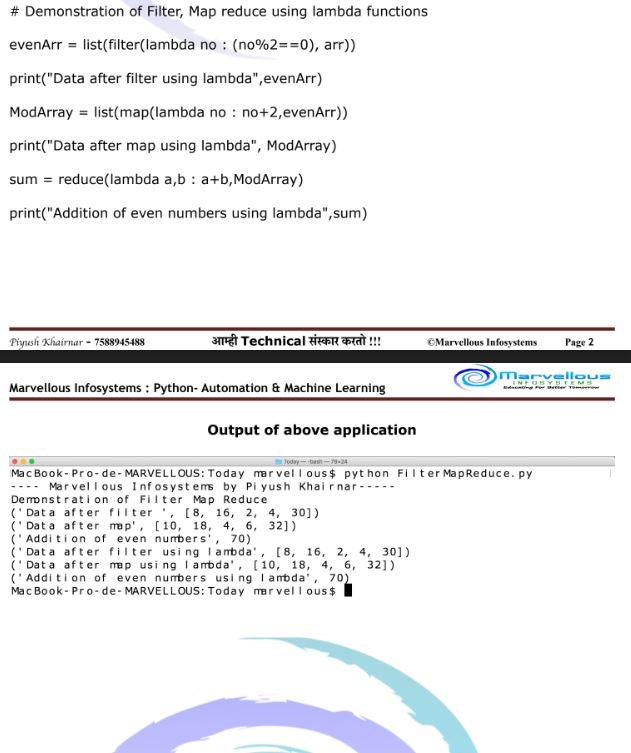 # Demonstration of Filter, Map reduce using lambda functions
evenArr = list(filter(lambda no : (no%2==0), arr))
print("Data after filter using lambda",evenArr)
ModArray = list(map(lambda no : no+2,evenArr))
print("Data after map using lambda", ModArray)
sum = reduce(lambda a,b : a+b,ModArray)
print("Addition of even numbers using lambda",sum)
Piyush Khairnar - 7588945488 आम्ही Technical संस्कार करतो !!! ©Marvellous Infosystems Page 2
Marvellous
INFOSYSTEMS
Educating For Better Tomorrow
Marvellous Infosystems : Python- Automation & Machine Learning
Output of above application
Today — -bash — 79×24
MacBook-Pro-de-MARVELLOUS:Today marvellous$ python FilterMapReduce.py
---- Marvellous Infosystems by Piyush Khairnar-----
Demonstration of Filter Map Reduce
('Data after filter ', [8, 16, 2, 4, 30])
('Data after map', [10, 18, 4, 6, 32])
('Addition of even numbers', 70)
('Data after filter using lambda', [8, 16, 2, 4, 30])
('Data after map using lambda', [10, 18, 4, 6, 32])
('Addition of even numbers using lambda', 70)
MacBook-Pro-de-MARVELLOUS:Today marvellous$